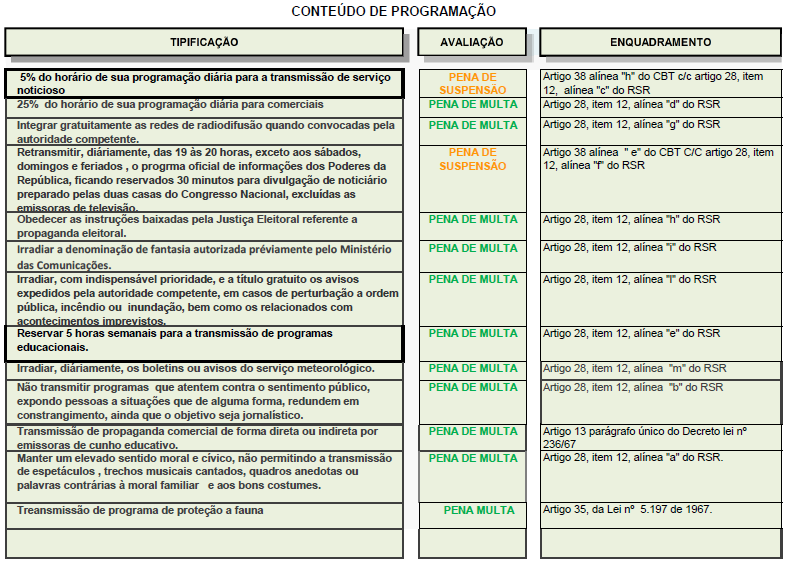 CONTEÚDO DE PROGRAMAÇÃO
TIPIFICAÇÃO
AVALIAÇÃO
ENQUADRAMENTO
5% do horário de sua programação diária para a transmissão de serviço
noticioso
PENA DE
SUSPENSÃO
Artigo 38 alínea "h" do CBT c/c artigo 28, item
12, alínea "c" do RSR
25% do horário de sua programação diária para comerciais
PENA DE MULTA
Artigo 28, item 12, alínea "d" do RSR
Integrar gratuitamente as redes de radiodifusão quando convocadas pela
autoridade competente.
PENA DE MULTA
Artigo 28, item 12, alínea "g" do RSR
Retransmitir, diáriamente, das 19 às 20 horas, exceto aos sábados,
domingos e feriados , o progrma oficial de informações dos Poderes da
República, ficando reservados 30 minutos para divulgação de noticiário
preparado pelas duas casas do Congresso Nacional, excluídas as
emissoras de televisão.
PENA DE
SUSPENSÃO
Artigo 38 alínea " e" do CBT C/C artigo 28, item
12, alínea "f" do RSR
Obedecer as instruções baixadas pela Justiça Eleitoral referente a
propaganda eleitoral.
PENA DE MULTA
Artigo 28, item 12, alínea "h" do RSR
Irradiar a denominação de fantasia autorizada préviamente pelo Ministério
das Comunicações.
PENA DE MULTA
Artigo 28, item 12, alínea "i" do RSR
Irradiar, com indispensável prioridade, e a título gratuito os avisos
expedidos pela autoridade competente, em casos de perturbação a ordem
pública, incêndio ou inundação, bem como os relacionados com
acontecimentos imprevistos.
PENA DE MULTA
Artigo 28, item 12, alínea "l" do RSR
Reservar 5 horas semanais para a transmissão de programas
educacionais.
PENA DE MULTA
Artigo 28, item 12, alínea "e" do RSR
Irradiar, diáriamente, os boletins ou avisos do serviço meteorológico.
PENA DE MULTA
Artigo 28, item 12, alínea "m" do RSR
Não transmitir programas que atentem contra o sentimento público,
expondo pessoas a situações que de alguma forma, redundem em
constrangimento, ainda que o objetivo seja jornalístico.
PENA DE MULTA
Artigo 28, item 12, alínea "b" do RSR
Transmissão de propaganda comercial de forma direta ou indireta por
emissoras de cunho educativo.
PENA DE MULTA
Artigo 13 parágrafo único do Decreto lei nº
236/67
Manter um elevado sentido moral e cívico, não permitindo a transmissão
de espetáculos , trechos musicais cantados, quadros anedotas ou
palavras contrárias à moral familiar e aos bons costumes.
PENA DE MULTA
Artigo 28, item 12, alínea "a" do RSR.
Treansmissão de programa de proteção a fauna
PENA MULTA
Artigo 35, da Lei nº 5.197 de 1967.